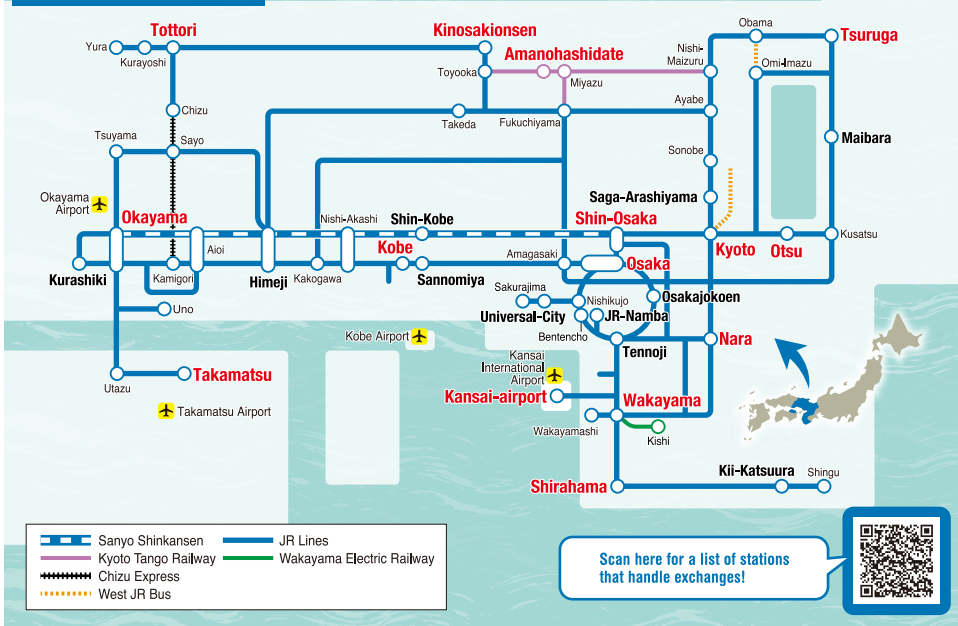 Tottori
Kinosakionsen
Obama
Tsuruga
Yura
Kurayoshi
Amanohashidate
Nishi-
Maizuru
Toyooka
Miyazu
Omi-Imazu
Chizu
Takeda
Fukuchiyama
Ayabe
Tsuyama
Sayo
Maibara
Sonobe
Okayama
Airport
Saga-Arashiyama
Okayama
Nishi-Akashi
Shin-Kobe
Shin-Osaka
Aioi
Kobe
Amagasaki
Kyoto
Otsu
Kusatsu
Kurashiki
Kamigori
Himeji
Kakogawa
Sannomiya
Osaka
Sakurajima
Nishikujo
Osakajokoen
Uno
Universal-City
JR-Namba
Kobe Airport
Bentencho
Tennoji
Nara
Kansai
International
Airport
Utazu
Takamatsu
Kansai-airport
Wakayama
Takamatsu Airport
Wakayamashi
Kishi
Shirahama
Kii-Katsuura
Shingu
Sanyo Shinkansen
JR Lines
Kyoto Tango Railway
Wakayama Electric Railway
Chizu Express
West JR Bus
Scan here for a list of stations
that handle exchanges!